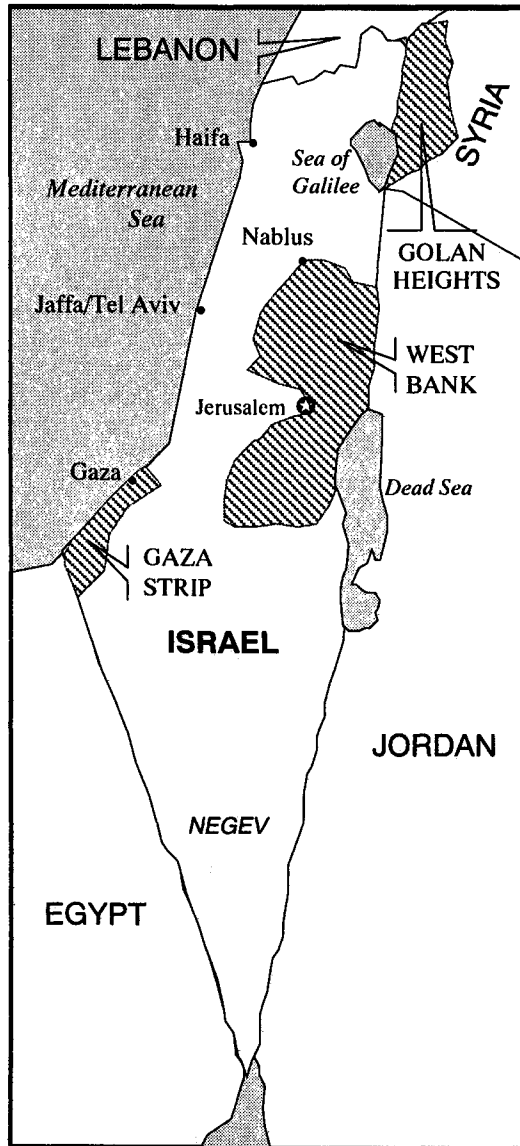 LEBANON
SYRIA
Haifa
Sea of
Galilee
Mediterranean
Sea
Nablus
GOLAN
HEIGHTS
Jaffa/Tel Aviv
WEST
BANK
Jerusalem
Gaza
Dead Sea
GAZA
STRIP
ISRAEL
JORDAN
NEGEV
EGYPT